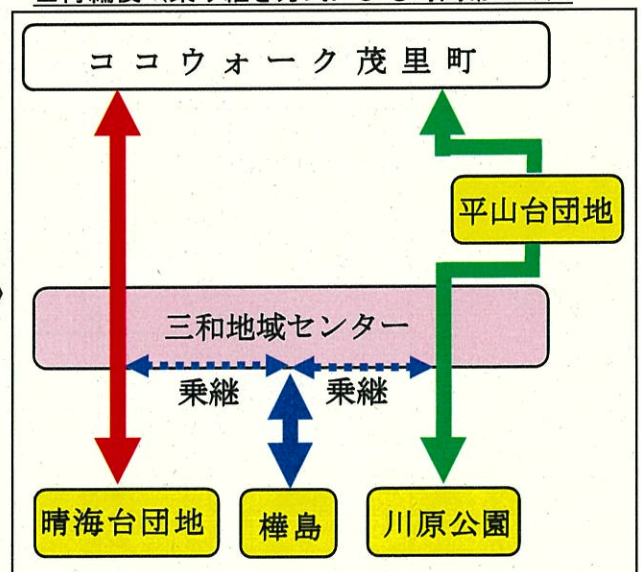 ココウォーク茂里町
平山台団地
三和地域センター
乗継
乗継
晴海台団地
樺島
川原公園